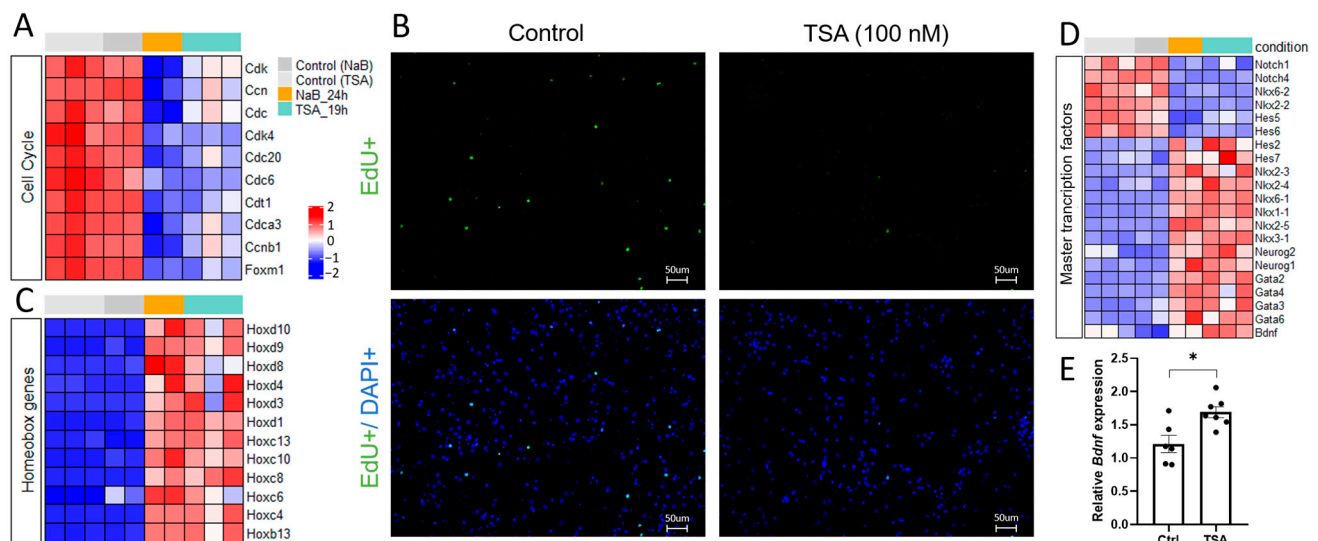 A
Cell Cycle
Cdk
Ccn
Cdc
Cdk4
Cdc20
Cdc6
Cdt1
Cdca3
Ccnb1
Foxm1
Control (NaB)
Control (TSA)
NaB_24h
TSA_19h
2
1
0
−1
−2
B
Control
TSA (100 nM)
EdU+
50um
50um
EdU+/ DAPI+
50um
50um
C
Homeobox genes
Hoxd10
Hoxd9
Hoxd8
Hoxd4
Hoxd3
Hoxd1
Hoxc13
Hoxc10
Hoxc8
Hoxc6
Hoxc4
Hoxb13
D
condition
Master trancription factors
Notch1
Notch4
Nkx6-2
Nkx2-2
Hes5
Hes6
Hes2
Hes7
Nkx2-3
Nkx2-4
Nkx6-1
Nkx1-1
Nkx2-5
Nkx3-1
Neurog2
Neurog1
Gata2
Gata4
Gata3
Gata6
Bdnf
E
Relative Bdnf expression
2.5
2.0
1.5
1.0
0.5
0.0
*
Ctrl
TSA